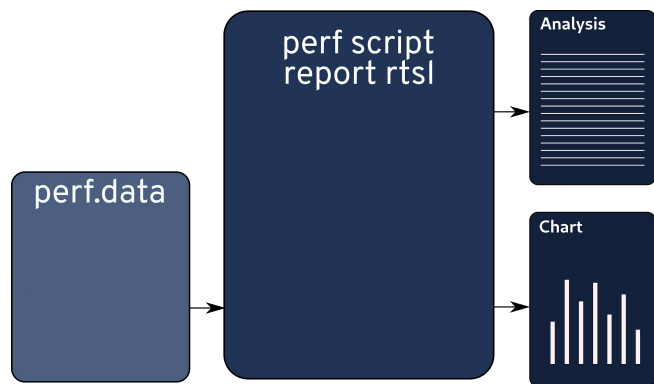 perf script
report rtsl
Analysis
perf.data
Chart